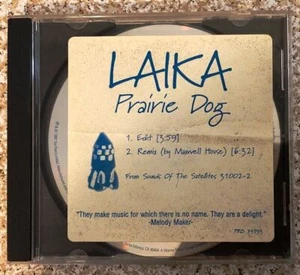 LAIKA
Prairie Dog
1. Edit [3:59]
2. Remix (by Maxwell House) [6:32]
From Sounds Of The Satellites 31002-2
"They make music for which there is no name. They are a delight."
-Melody Maker-
PRO